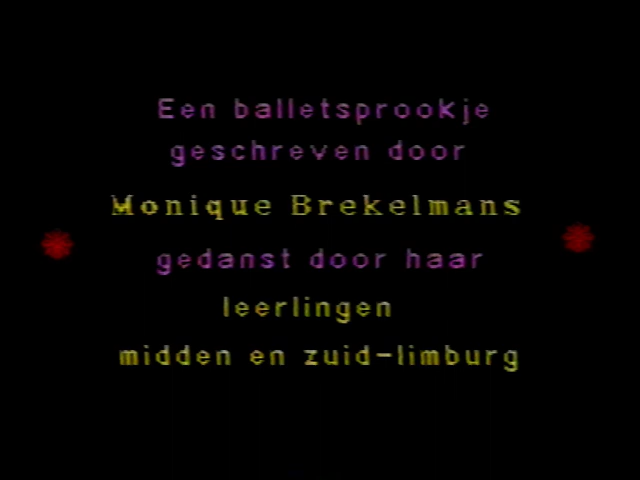 Een balletsprookje
geschreven door
Monique Brekelmans
gedanst door haar
leerlingen
midden en zuid-limburg